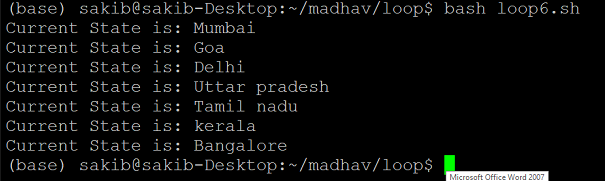 (base) sakib@sakib-Desktop:~/madhav/loop$ bash loop6.sh
Current State is: Mumbai
Current State is: Goa
Current State is: Delhi
Current State is: Uttar pradesh
Current State is: Tamil nadu
Current State is: kerala
Current State is: Bangalore
(base) sakib@sakib-Desktop:~/madhav/loop$
Microsoft Office Word 2007